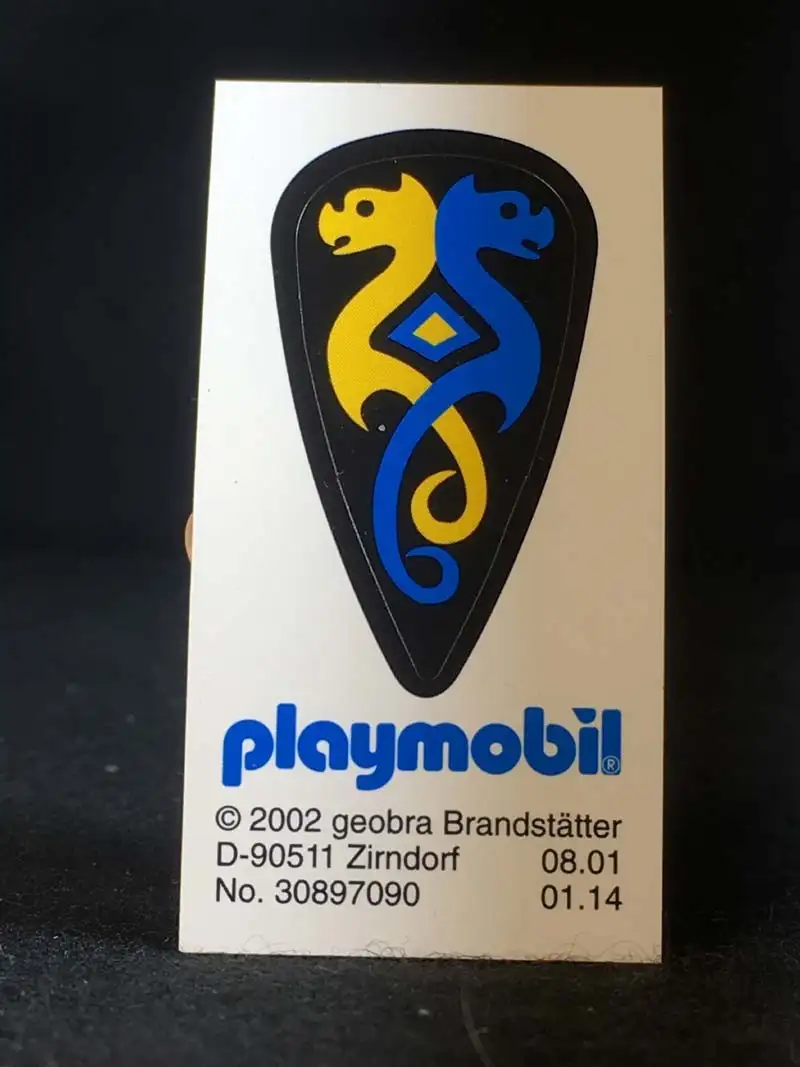 playmobil®
© 2002 geobra Brandstätter
D-90511 Zirndorf 08.01
No. 30897090 01.14